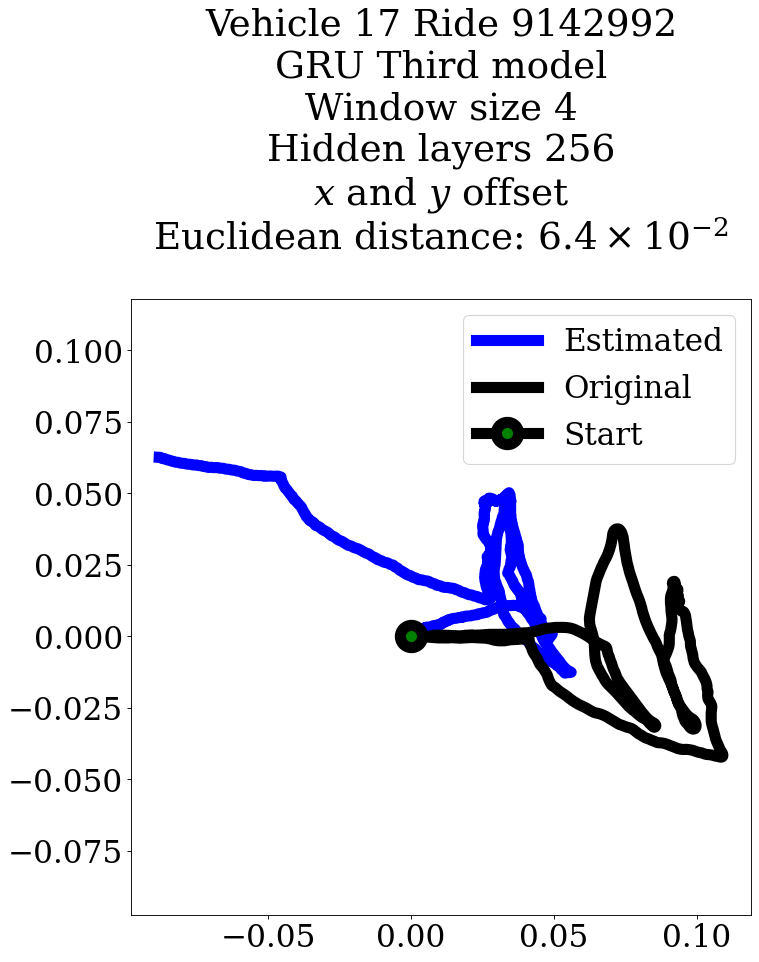 Vehicle 17 Ride 9142992
GRU Third model
Window size 4
Hidden layers 256
x and y offset
Euclidean distance: 6.4 × 10⁻²
Estimated
Original
Start
0.100
0.075
0.050
0.025
0.000
−0.025
−0.050
−0.075
−0.05 0.00 0.05 0.10